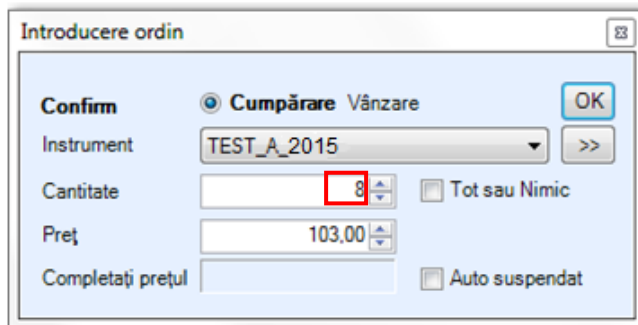 Introducere ordin
Confirm Cumpărare Vânzare OK
Instrument TEST_A_2015 >>
Cantitate 8 Tot sau Nimic
Preţ 103,00
Completaţi preţul Auto suspendat